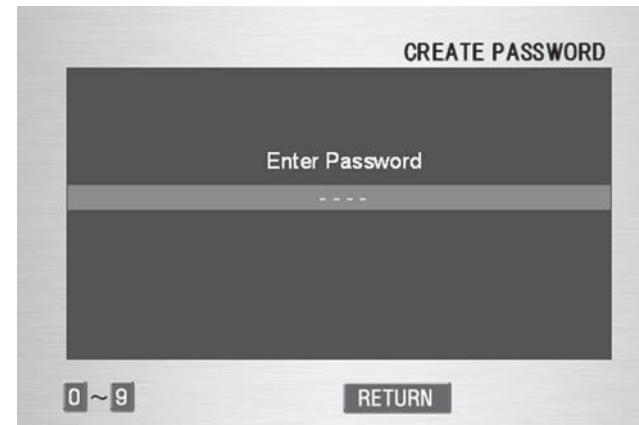 CREATE PASSWORD
Enter Password
- - - -
0 ~ 9 RETURN